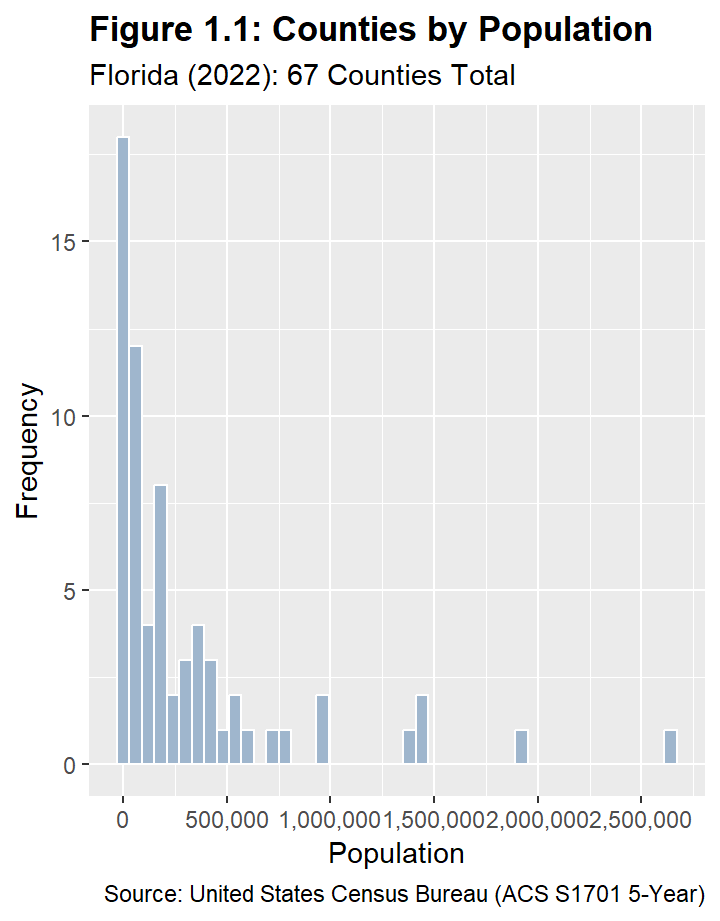 Figure 1.1: Counties by Population
Florida (2022): 67 Counties Total
15
10
5
0
Frequency
0 500,000 1,000,000 1,500,000 2,000,000 2,500,000
Population
Source: United States Census Bureau (ACS S1701 5-Year)